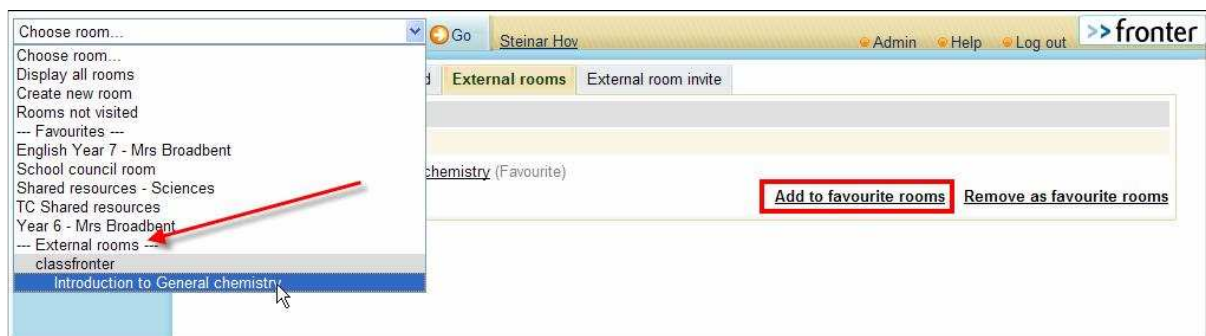 Choose room...
Go
Steinar Hov
Admin Help Log out
>> fronter
Choose room...
Display all rooms
Create new room
Rooms not visited
--- Favourites ---
English Year 7 - Mrs Broadbent
School council room
Shared resources - Sciences
TC Shared resources
Year 6 - Mrs Broadbent
--- External rooms ---
classfronter
Introduction to General chemistry
External rooms External room invite
chemistry (Favourite)
Add to favourite rooms Remove as favourite rooms